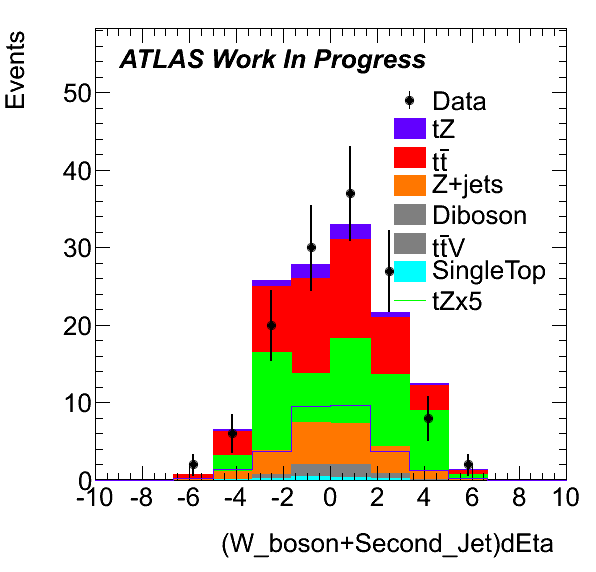 Events
ATLAS Work In Progress
Data
tZ
tt̄
Z+jets
Diboson
tt̄V
SingleTop
tZx5
50
40
30
20
10
0
-10 -8 -6 -4 -2 0 2 4 6 8 10
(W_boson+Second_Jet)dEta